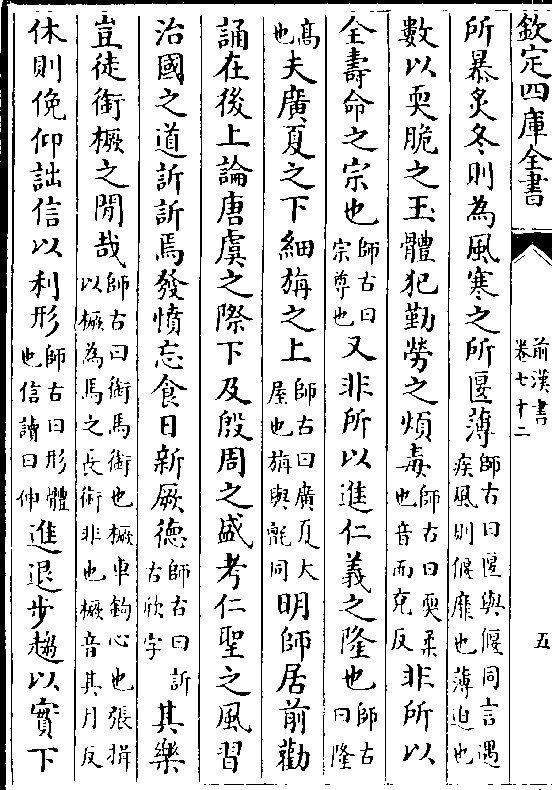 欽定四庫全書
前漢書
卷七十二
五
所暴炙冬則為風寒之所匽薄師古曰匽與偃同言遇
疾風則偃靡也薄迫也
數以耎脆之玉體犯勤勞之煩毒師古曰耎柔
也音而兖反非所以
全夀命之宗也師古曰
宗尊也又非所以進仁義之隆也師古
曰隆
髙
也夫廣夏之下細旃之上師古曰廣夏大
屋也旃與氊同明師居前勸
誦在後上論唐虞之際下及殷周之盛考仁聖之風習
治國之道訢訢焉發憤忘食日新厥德師古曰訢
古欣字其樂
豈徒銜橛之間哉師古曰銜馬銜也橛車鈎心也張揖
以橛為馬之長銜非也橛音其月反
休則俛仰詘信以利形師古曰形體
也信讀曰伸進退步趨以實下